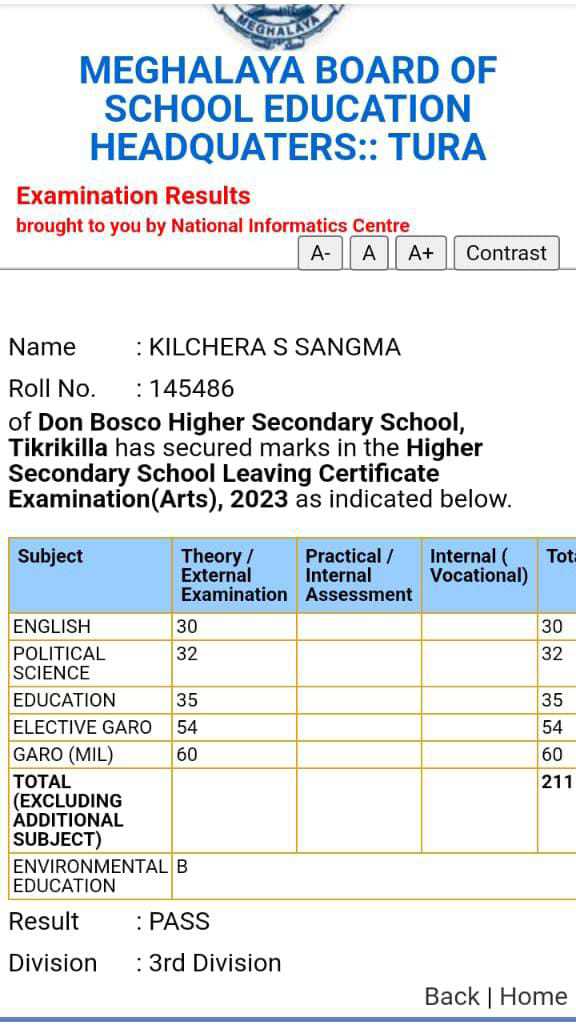 MEGHALAYA
MEGHALAYA BOARD OF
SCHOOL EDUCATION
HEADQUATERS:: TURA
Examination Results
brought to you by National Informatics Centre
A- A A+ Contrast
Name : KILCHERA S SANGMA
Roll No. : 145486
of Don Bosco Higher Secondary School,
Tikrikilla has secured marks in the Higher
Secondary School Leaving Certificate
Examination(Arts), 2023 as indicated below.
Subject Theory / Practical / Internal ( Tota
External Internal Vocational)
Examination Assessment
ENGLISH 30 30
POLITICAL 32 32
SCIENCE
EDUCATION 35 35
ELECTIVE GARO 54 54
GARO (MIL) 60 60
TOTAL 211
(EXCLUDING
ADDITIONAL
SUBJECT)
ENVIRONMENTAL B
EDUCATION
Result : PASS
Division : 3rd Division
Back | Home